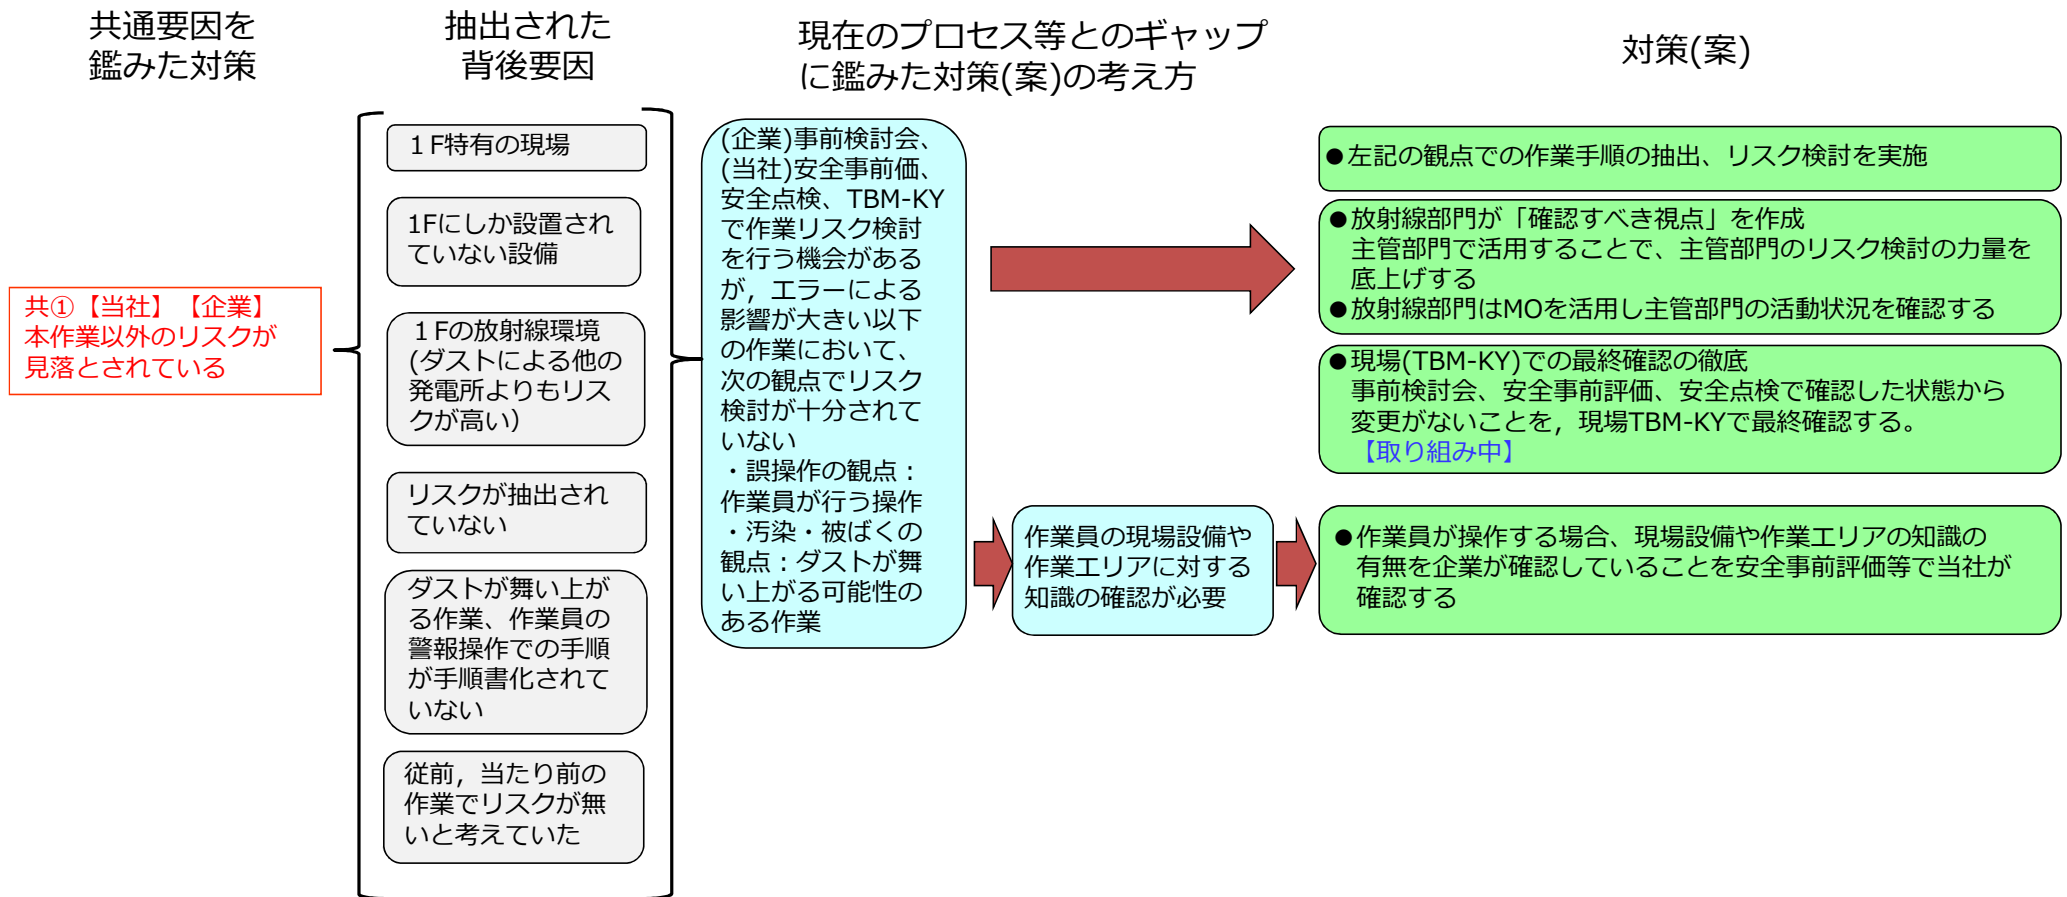 共通要因を
鑑みた対策
抽出された
背後要因
現在のプロセス等とのギャップ
に鑑みた対策(案)の考え方
対策(案)
共①【当社】【企業】
本作業以外のリスクが
見落とされている
１F特有の現場
1Fにしか設置され
ていない設備
１Fの放射線環境
(ダストによる他の
発電所よりもリス
クが高い）
リスクが抽出され
ていない
ダストが舞い上が
る作業、作業員の
警報操作での手順
が手順書化されて
いない
従前，当たり前の
作業でリスクが無
いと考えていた
(企業)事前検討会、
(当社)安全事前価、
安全点検、TBM-KY
で作業リスク検討
を行う機会がある
が，エラーによる
影響が大きい以下
の作業において、
次の観点でリスク
検討が十分されて
いない
・誤操作の観点：
作業員が行う操作
・汚染・被ばくの
観点：ダストが舞
い上がる可能性の
ある作業
作業員の現場設備や
作業エリアに対する
知識の確認が必要
●左記の観点での作業手順の抽出、リスク検討を実施
●放射線部門が「確認すべき視点」を作成
主管部門で活用することで、主管部門のリスク検討の力量を
底上げする
●放射線部門はMOを活用し主管部門の活動状況を確認する
●現場(TBM-KY)での最終確認の徹底
事前検討会、安全事前評価、安全点検で確認した状態から
変更がないことを，現場TBM-KYで最終確認する。
【取り組み中】
●作業員が操作する場合、現場設備や作業エリアの知識の
有無を企業が確認していることを安全事前評価等で当社が
確認する